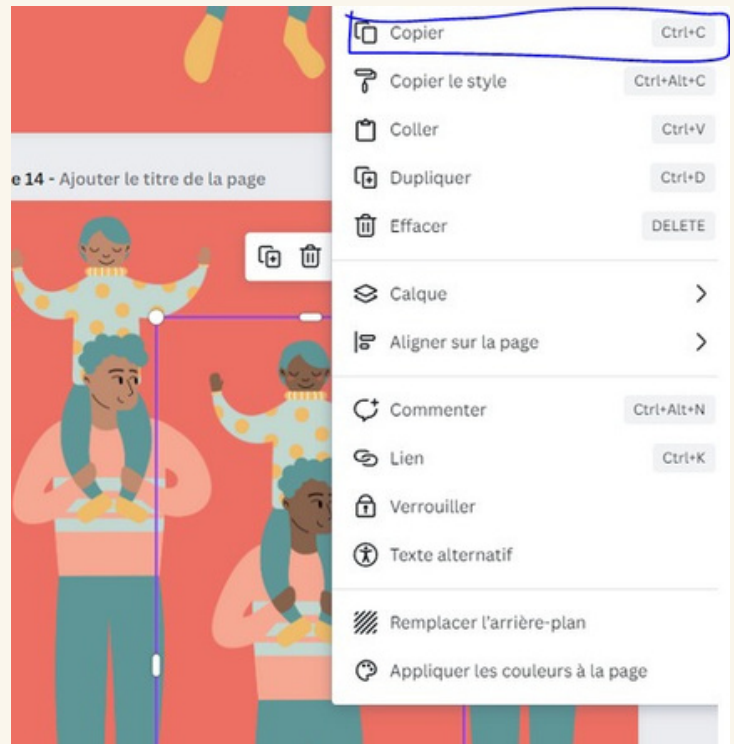 Copier Ctrl+C
Copier le style Ctrl+Alt+C
Coller Ctrl+V
e 14 - Ajouter le titre de la page
Dupliquer Ctrl+D
Effacer DELETE
Calque
Aligner sur la page
Commenter Ctrl+Alt+N
Lien Ctrl+K
Verrouiller
Texte alternatif
Remplacer l'arrière-plan
Appliquer les couleurs à la page